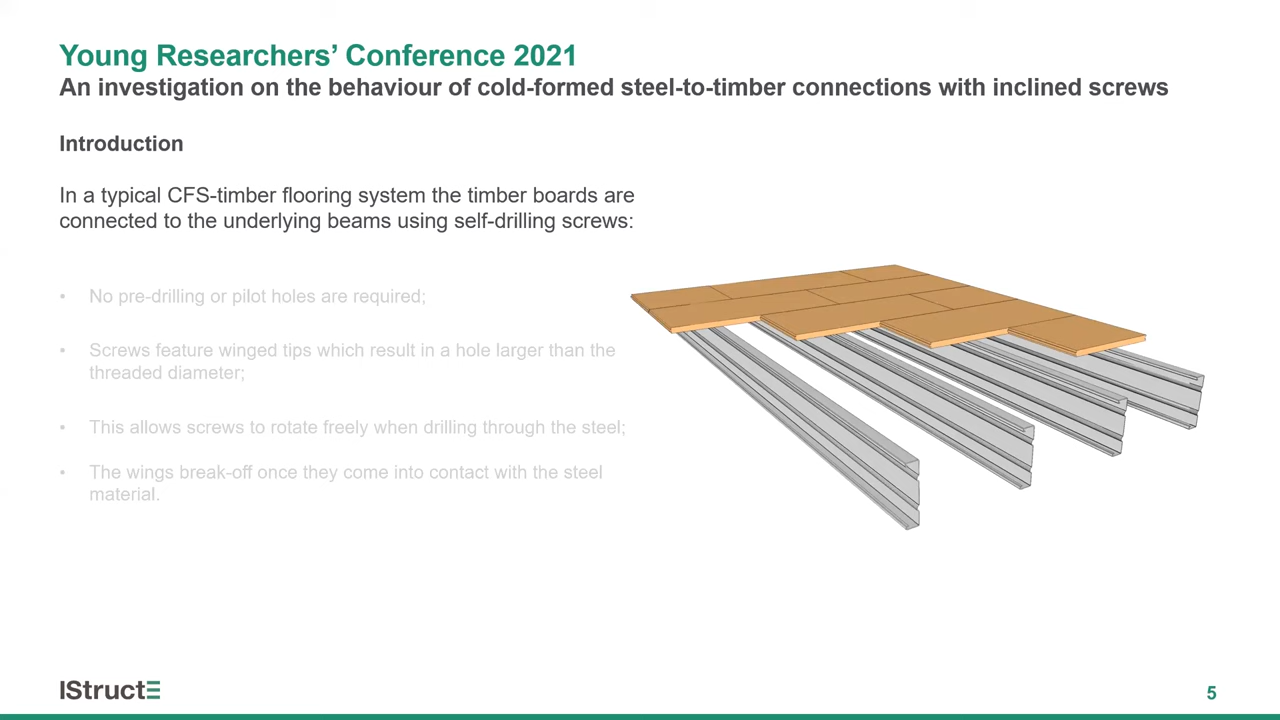 Young Researchers’ Conference 2021
An investigation on the behaviour of cold-formed steel-to-timber connections with inclined screws
Introduction
In a typical CFS-timber flooring system the timber boards are
connected to the underlying beams using self-drilling screws:
• No pre-drilling or pilot holes are required;
• Screws feature winged tips which result in a hole larger than the
threaded diameter;
• This allows screws to rotate freely when drilling through the steel;
• The wings break-off once they come into contact with the steel
material.
IStructE
5